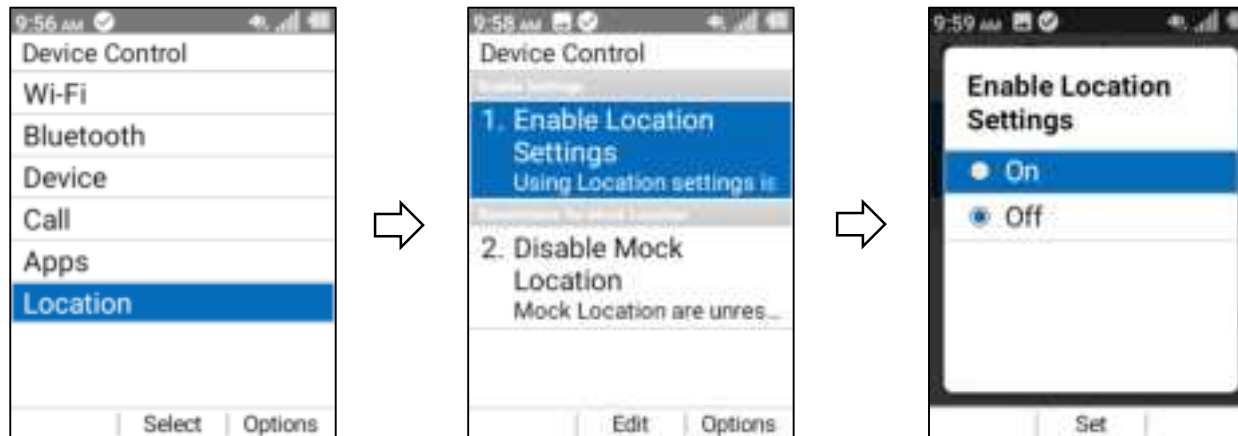 9:56 AM
Device Control
Wi-Fi
Bluetooth
Device
Call
Apps
Location
Select
Options
9:58 AM
Device Control
1. Enable Location
Settings
Using Location settings is
2. Disable Mock
Location
Mock Location are unres...
Edit
Options
9:59 AM
Enable Location
Settings
On
Off
Set